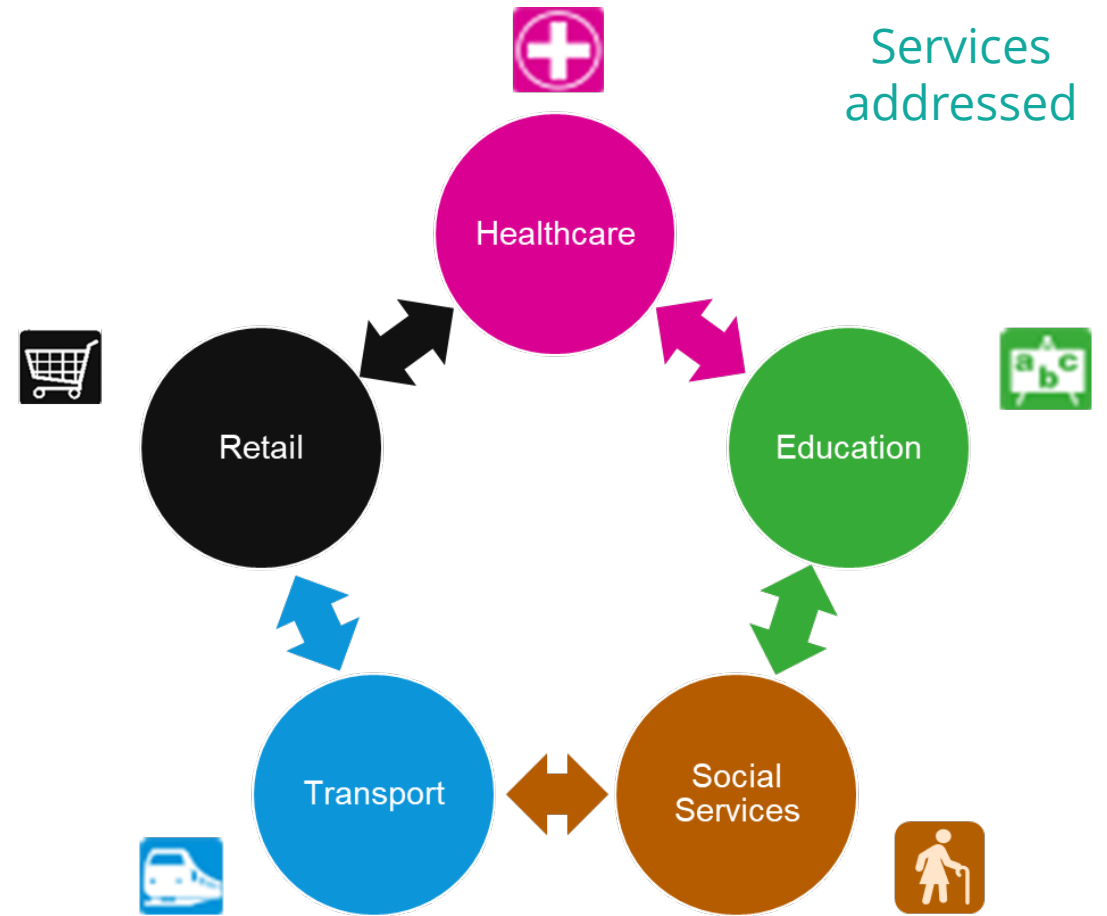 Services
addressed
Healthcare
Retail
a b c
Education
Transport
Social
Services